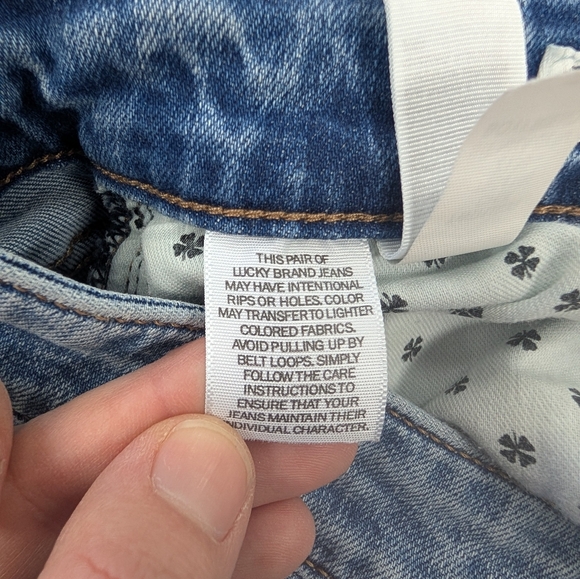 THIS PAIR OF
LUCKY BRAND JEANS
MAY HAVE INTENTIONAL
RIPS OR HOLES. COLOR
MAY TRANSFER TO LIGHTER
COLORED FABRICS.
AVOID PULLING UP BY
BELT LOOPS. SIMPLY
FOLLOW THE CARE
INSTRUCTIONS TO
ENSURE THAT YOUR
JEANS MAINTAIN THEIR
INDIVIDUAL CHARACTER.